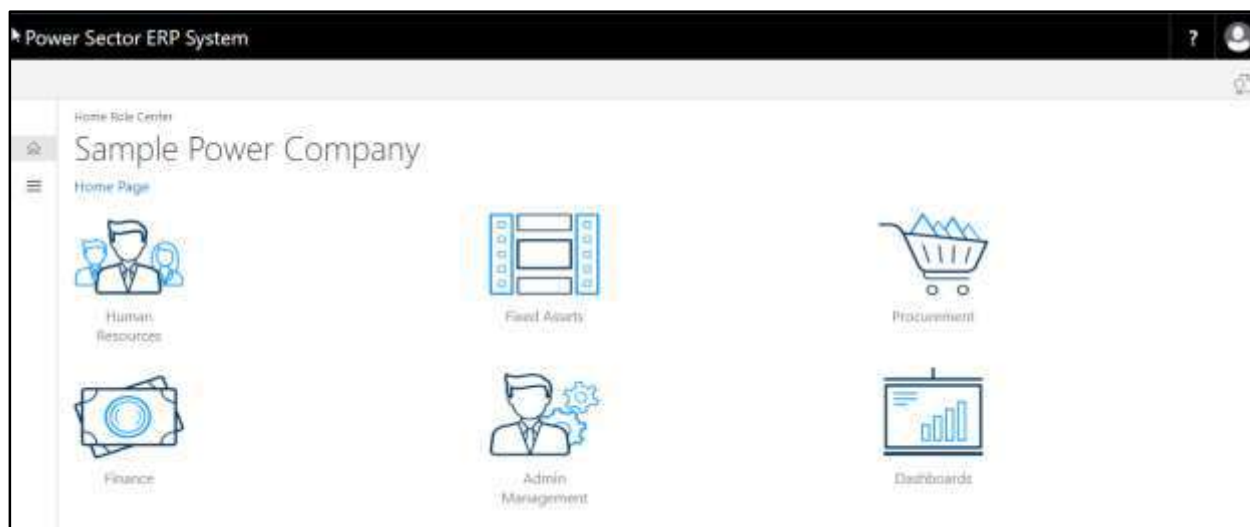 Power Sector ERP System
?
Home Role Center
Sample Power Company
Home Page
Human
Resources
Fixed Assets
Procurement
Finance
Admin
Management
Dashboards